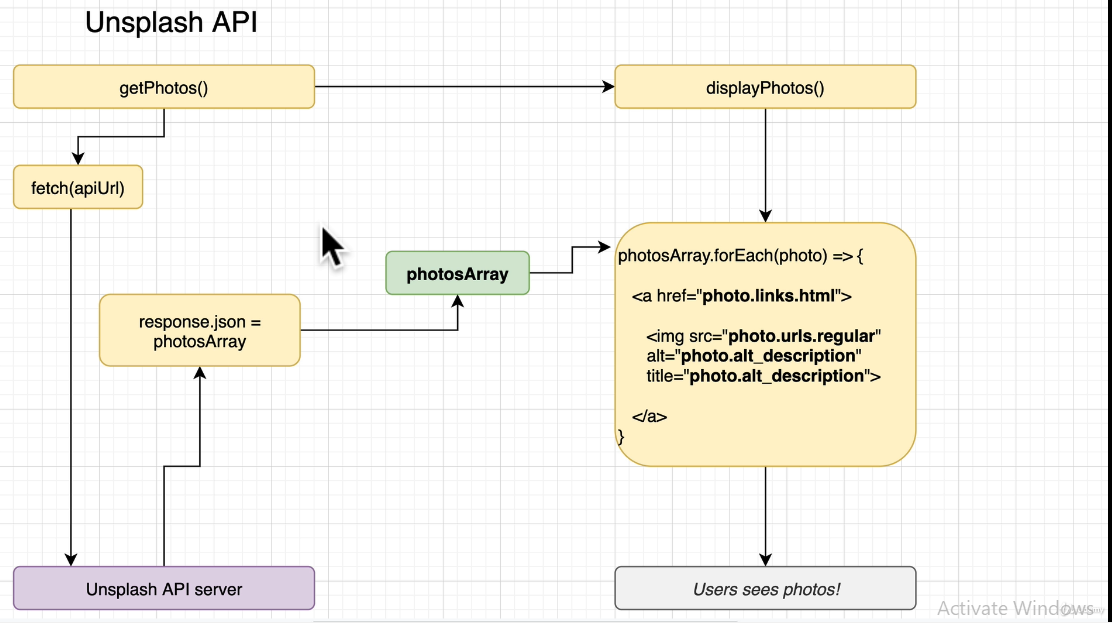 Unsplash API
getPhotos()
displayPhotos()
fetch(apiUrl)
photosArray
response.json =
photosArray
photosArray.forEach(photo) => {
<a href="photo.links.html">
<img src="photo.urls.regular"
alt="photo.alt_description"
title="photo.alt_description">
</a>
}
Unsplash API server
Users sees photos!
Activate Windows